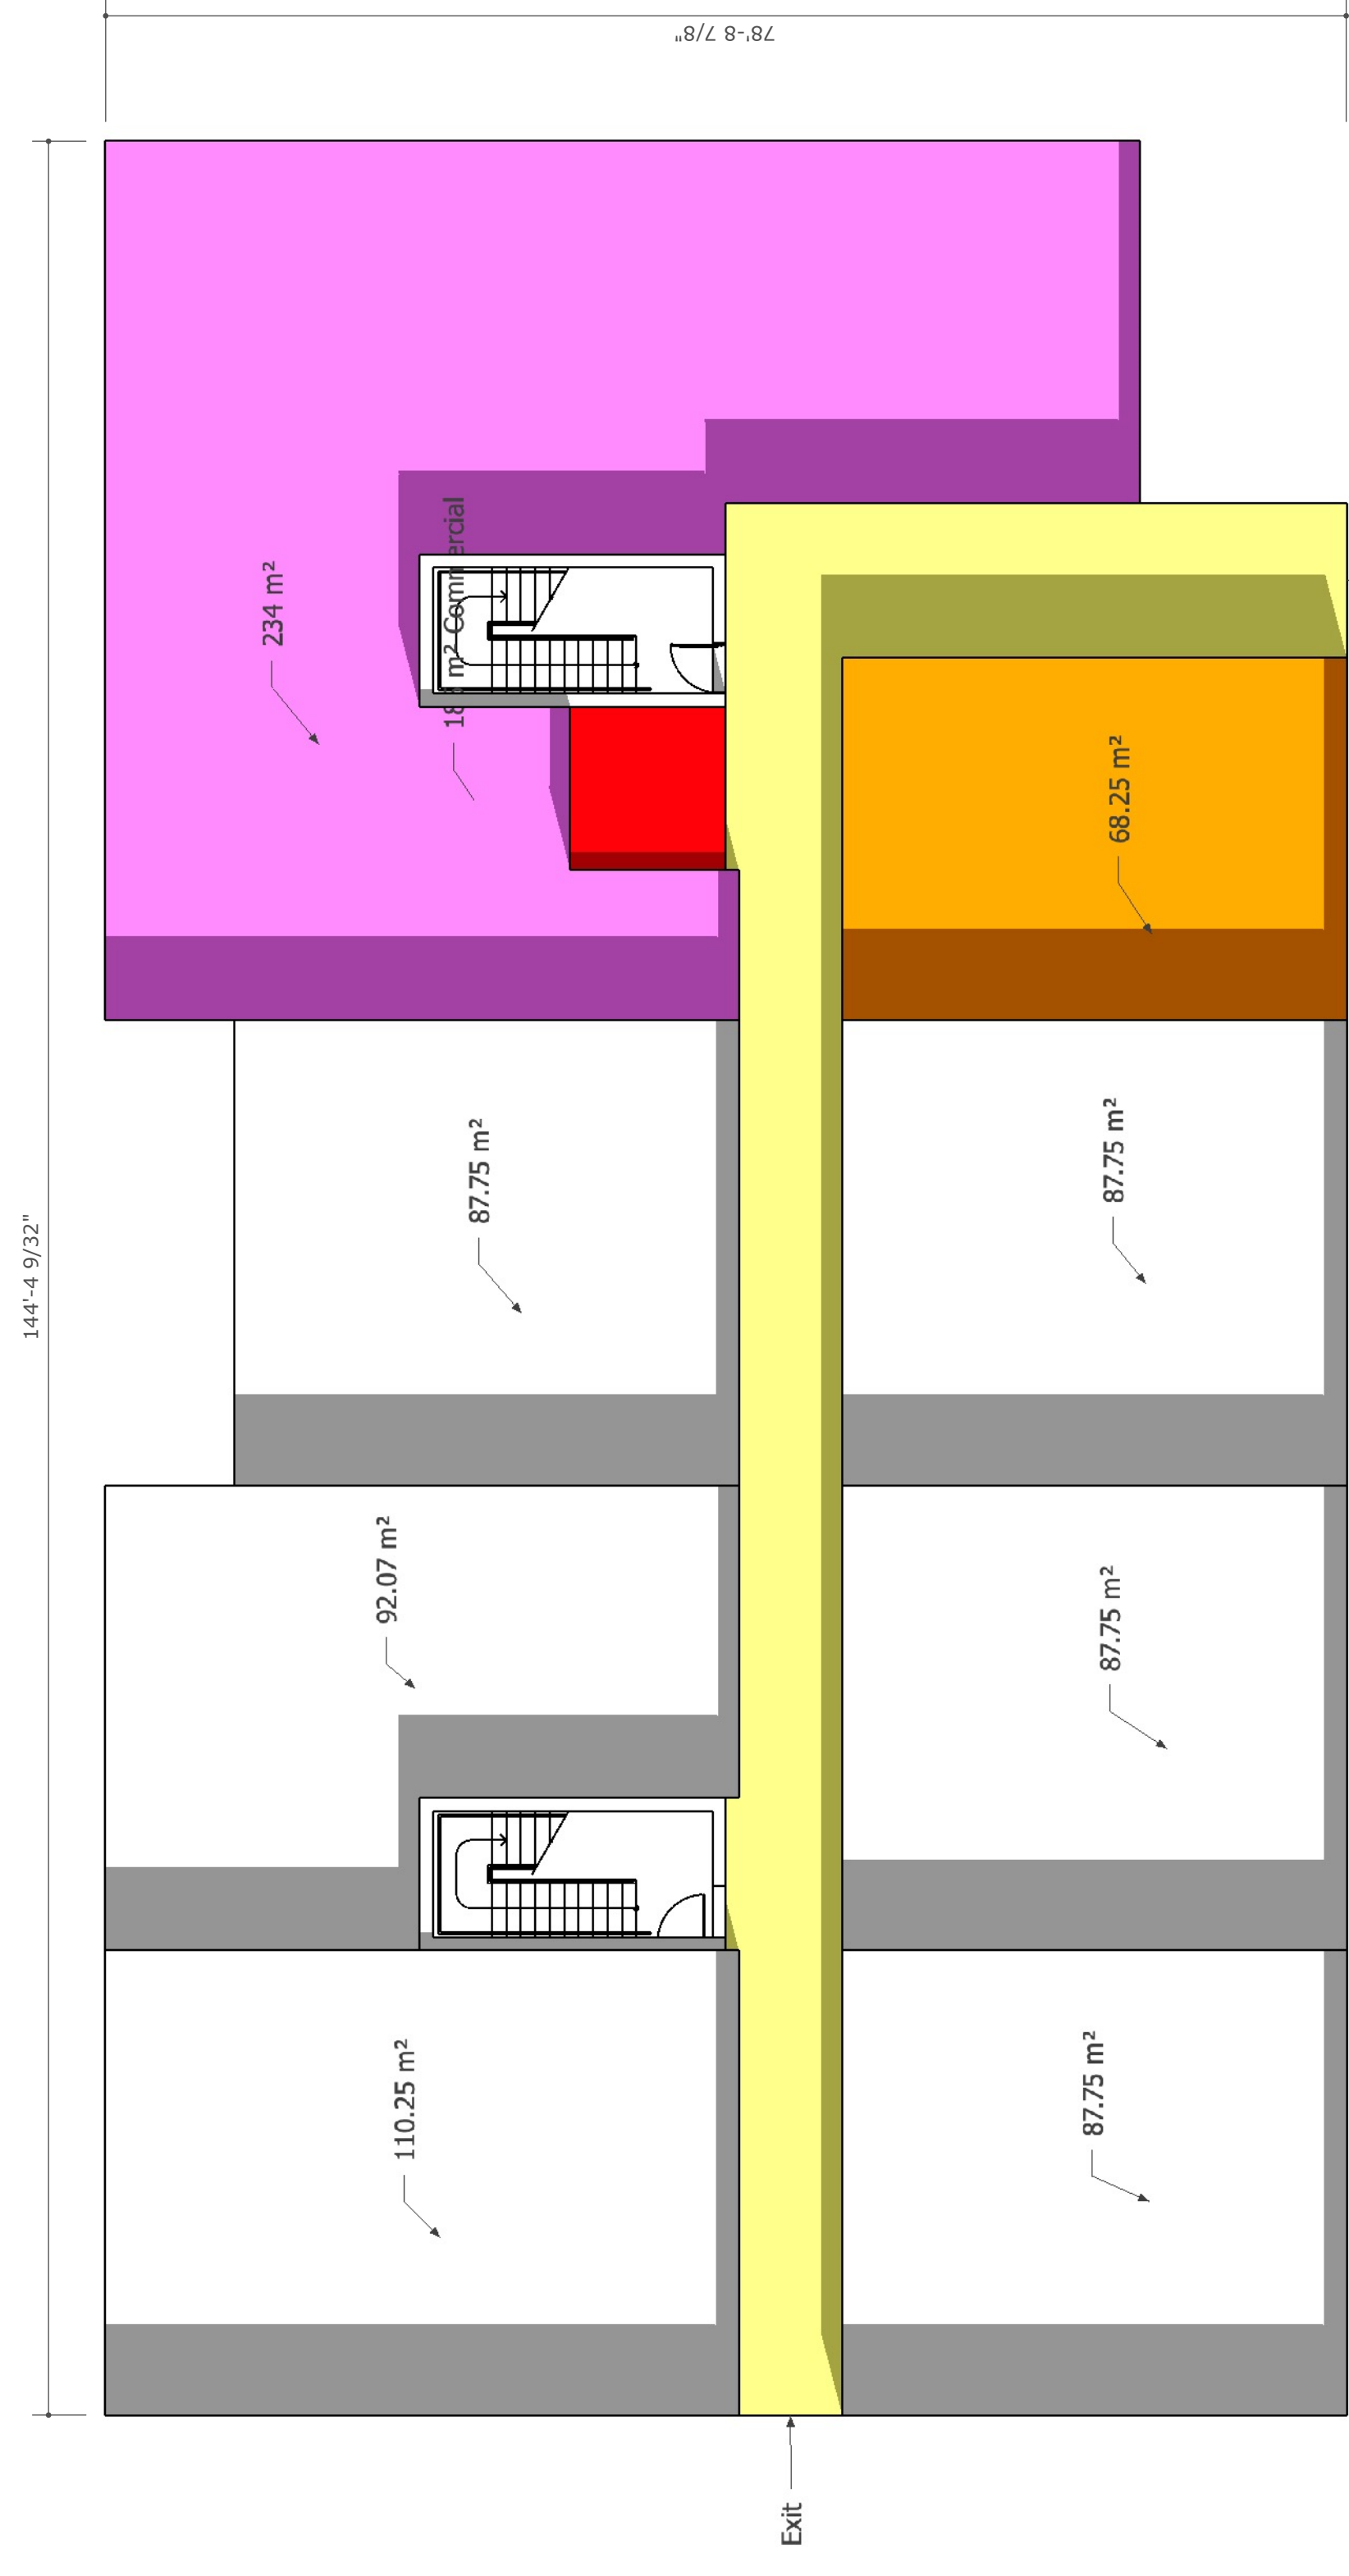 78'-8 7/8"
144'-4 9/32"
234 m²
m² Commercial
68.25 m²
87.75 m²
87.75 m²
92.07 m²
87.75 m²
110.25 m²
87.75 m²
Exit